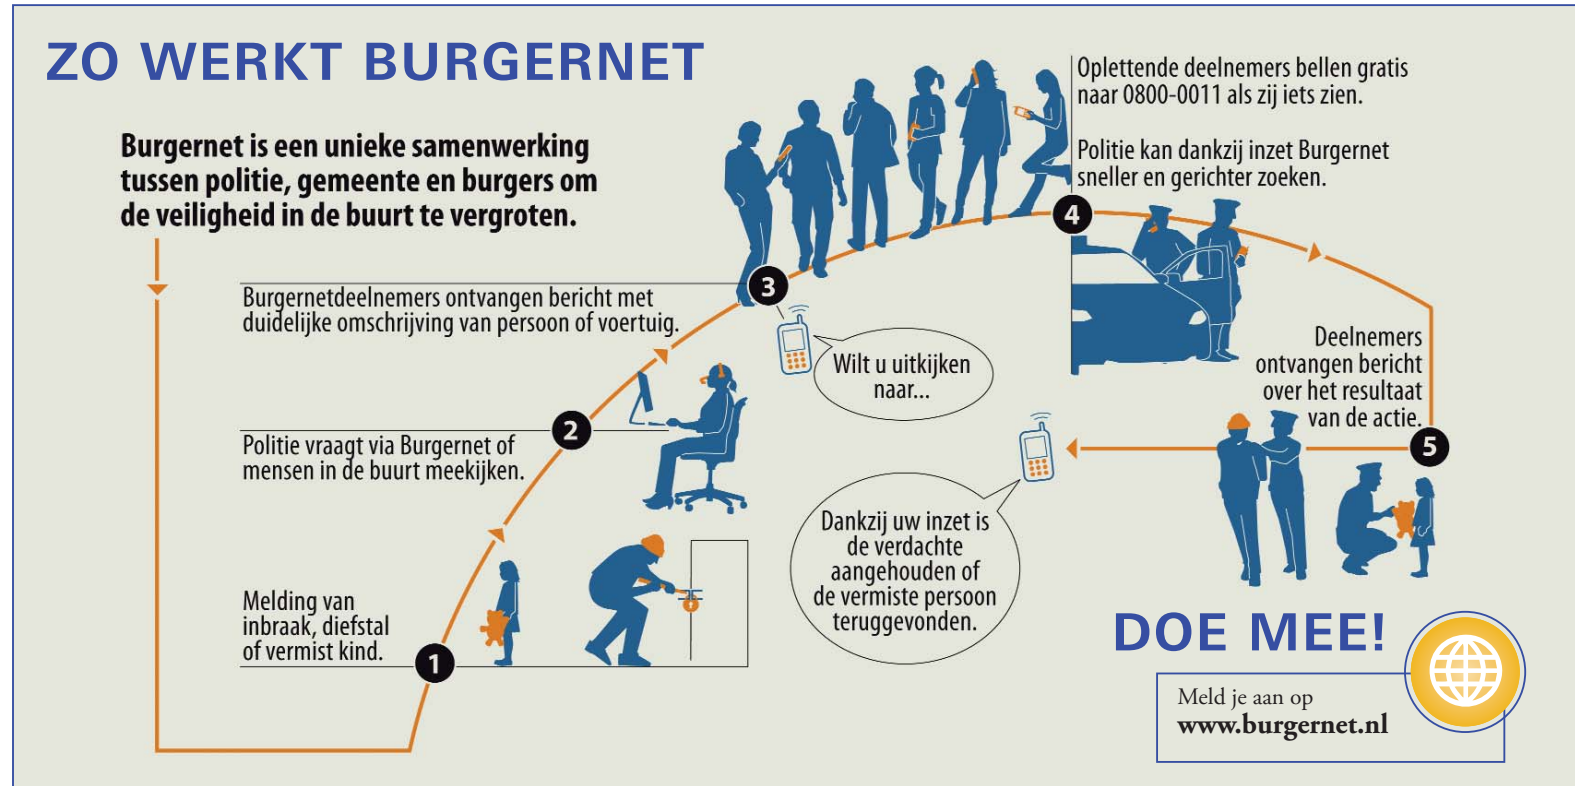 ZO WERKT BURGERNET
Burgernet is een unieke samenwerking
tussen politie, gemeente en burgers om
de veiligheid in de buurt te vergroten.
1
Melding van
inbraak, diefstal
of vermist kind.
2
Politie vraagt via Burgernet of
mensen in de buurt meekijken.
3
Burgernetdeelnemers ontvangen bericht met
duidelijke omschrijving van persoon of voertuig.
Wilt u uitkijken
naar...
4
Oplettende deelnemers bellen gratis
naar 0800-0011 als zij iets zien.
Politie kan dankzij inzet Burgernet
sneller en gerichter zoeken.
5
Deelnemers
ontvangen bericht
over het resultaat
van de actie.
Dankzij uw inzet is
de verdachte
aangehouden of
de vermiste persoon
teruggevonden.
DOE MEE!
Meld je aan op
www.burgernet.nl